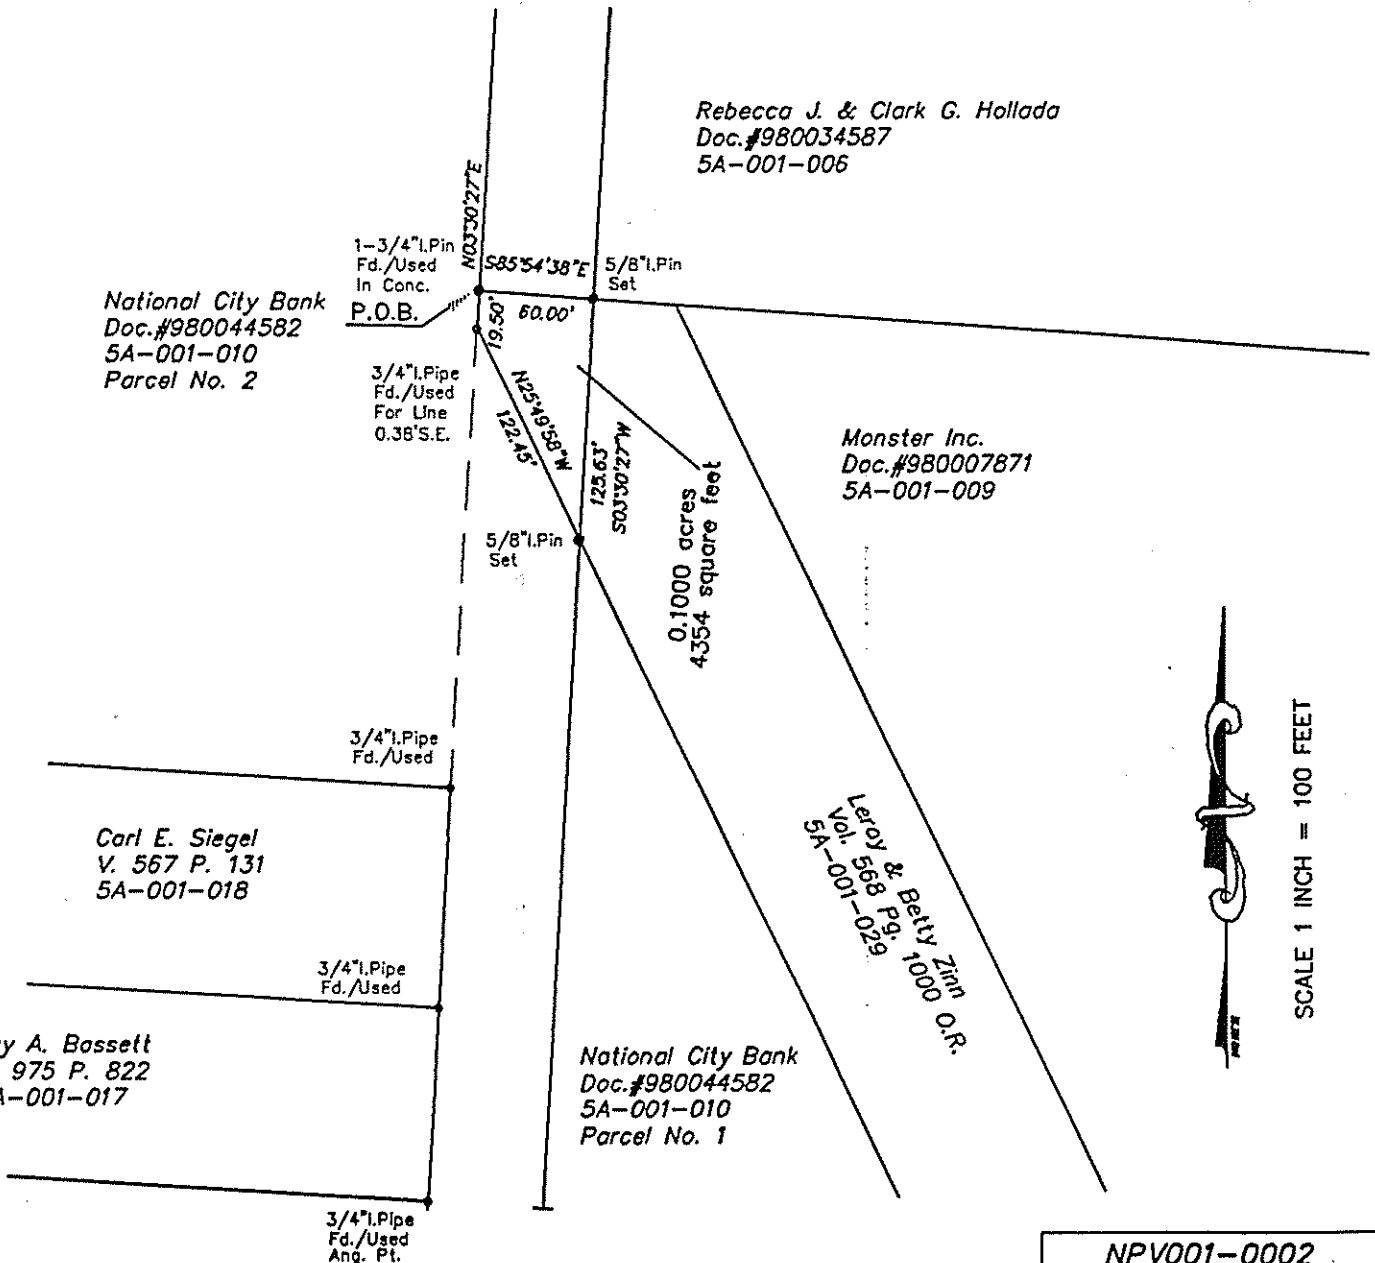 Rebecca J. & Clark G. Hollada
Doc.#980034587
5A-001-006
N03°30'27"E
1-3/4"I.Pin
Fd./Used
In Conc.
P.O.B.
S85°54'38"E
60.00'
5/8"I.Pin
Set
National City Bank
Doc.#980044582
5A-001-010
Parcel No. 2
19.50'
3/4"I.Pipe
Fd./Used
For Line
0.38'S.E.
N25°49'58"W
122.45'
125.63'
S03°30'27"W
0.1000 acres
4354 square feet
Monster Inc.
Doc.#980007871
5A-001-009
5/8"I.Pin
Set
3/4"I.Pipe
Fd./Used
Carl E. Siegel
V. 567 P. 131
5A-001-018
Leroy & Betty Zinn
Vol. 568 Pg. 1000 O.R.
5A-001-029
SCALE 1 INCH = 100 FEET
3/4"I.Pipe
Fd./Used
y A. Bassett
975 P. 822
A-001-017
National City Bank
Doc.#980044582
5A-001-010
Parcel No. 1
3/4"I.Pipe
Fd./Used
Ang. Pt.
NPV001-0002